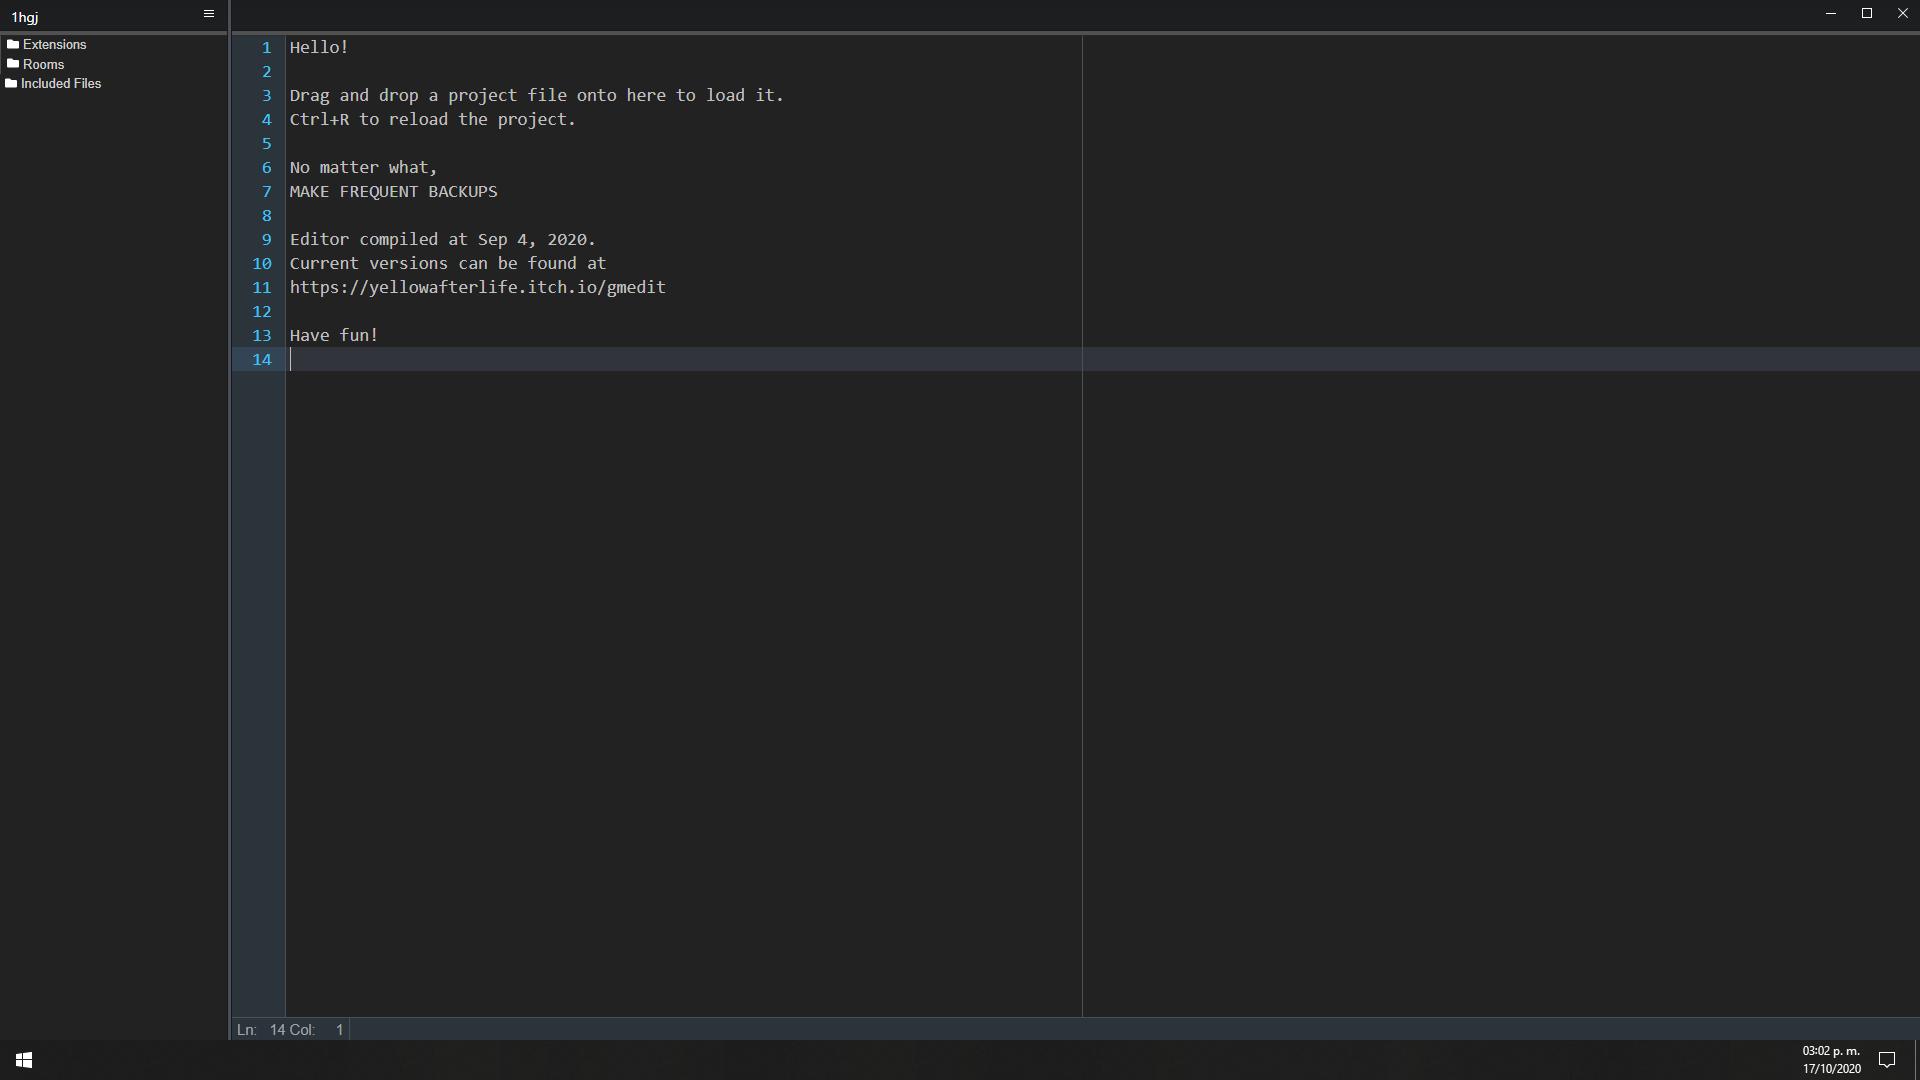 1hgj
Extensions
Rooms
Included Files
1 Hello!
2
3 Drag and drop a project file onto here to load it.
4 Ctrl+R to reload the project.
5
6 No matter what,
7 MAKE FREQUENT BACKUPS
8
9 Editor compiled at Sep 4, 2020.
10 Current versions can be found at
11 https://yellowafterlife.itch.io/gmedit
12
13 Have fun!
14
Ln: 14 Col: 1
03:02 p. m.
17/10/2020